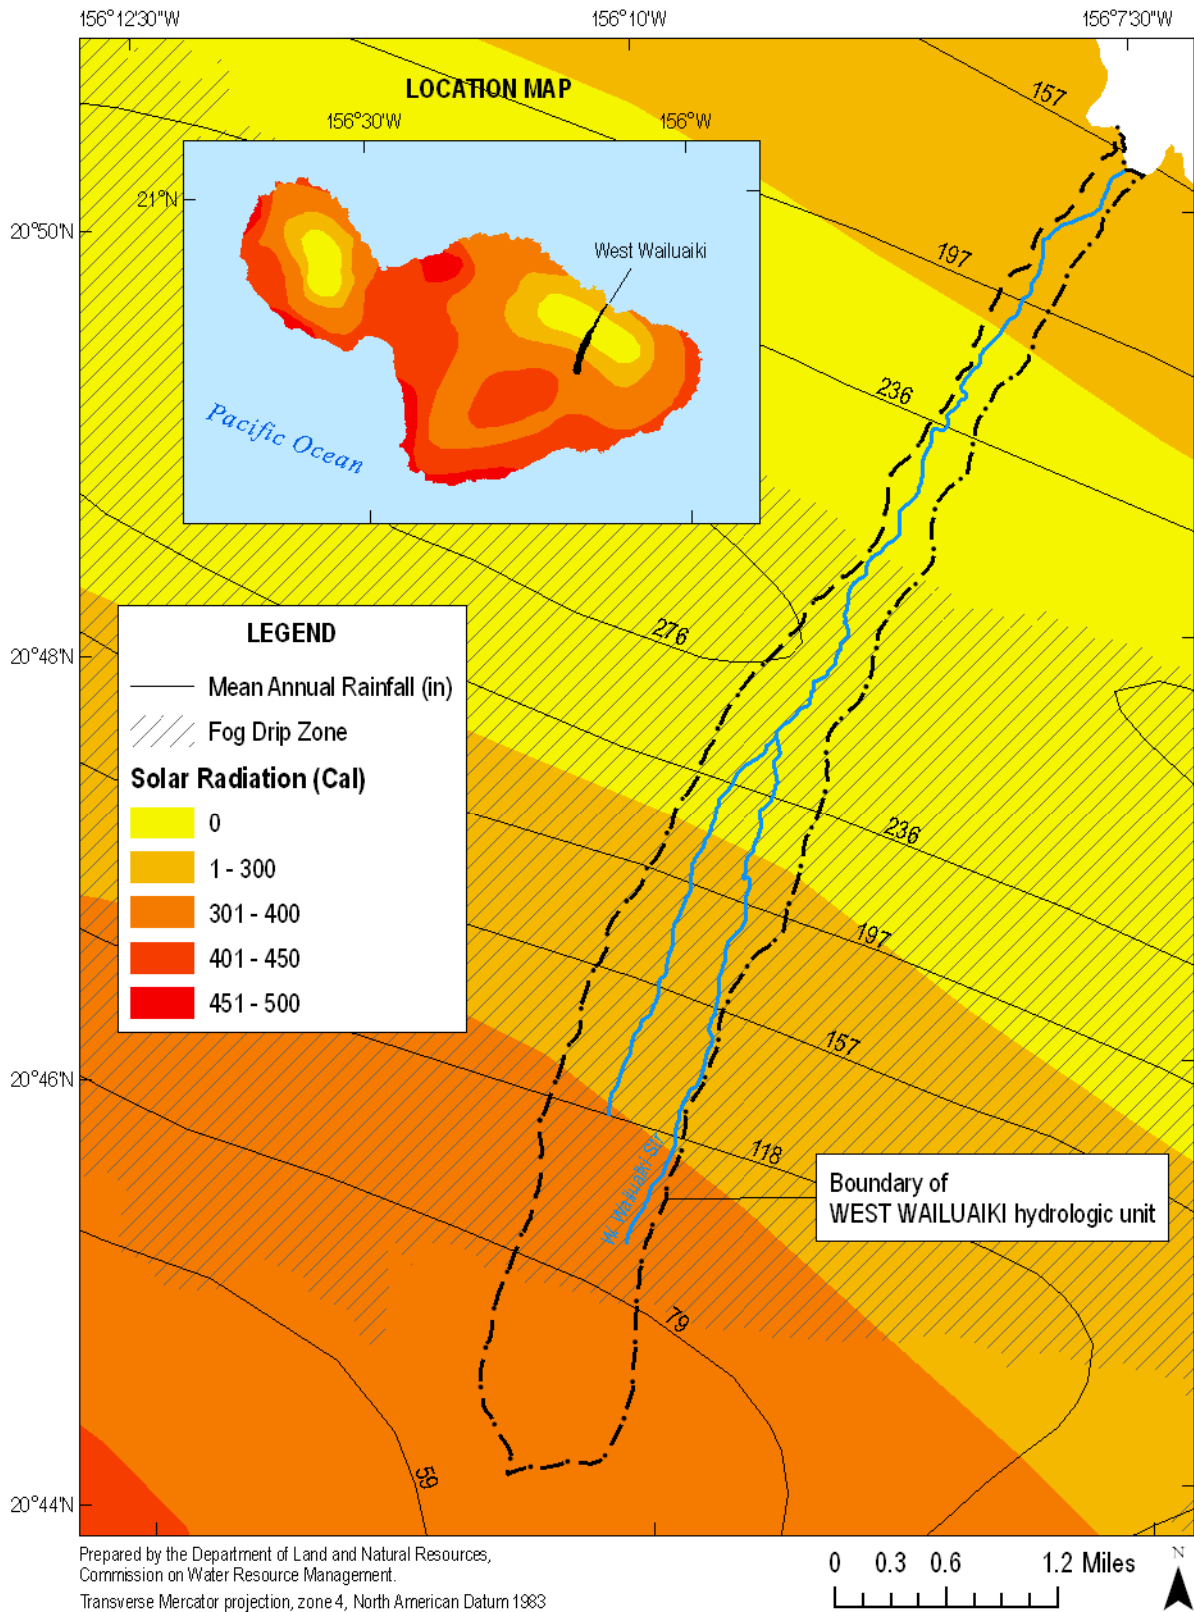 156°12'30"W 156°10'W 156°7'30"W
LOCATION MAP
156°30'W 156°W
21°N
West Wailuaiki
Pacific Ocean
20°50'N
20°48'N
20°46'N
20°44'N
157
197
236
276
236
197
157
118
79
59
LEGEND
Mean Annual Rainfall (in)
Fog Drip Zone
Solar Radiation (Cal)
0
1 - 300
301 - 400
401 - 450
451 - 500
W. Wailuaiki Str
Boundary of
WEST WAILUAIKI hydrologic unit
Prepared by the Department of Land and Natural Resources,
Commission on Water Resource Management.
Transverse Mercator projection, zone 4, North American Datum 1983
0 0.3 0.6 1.2 Miles
N